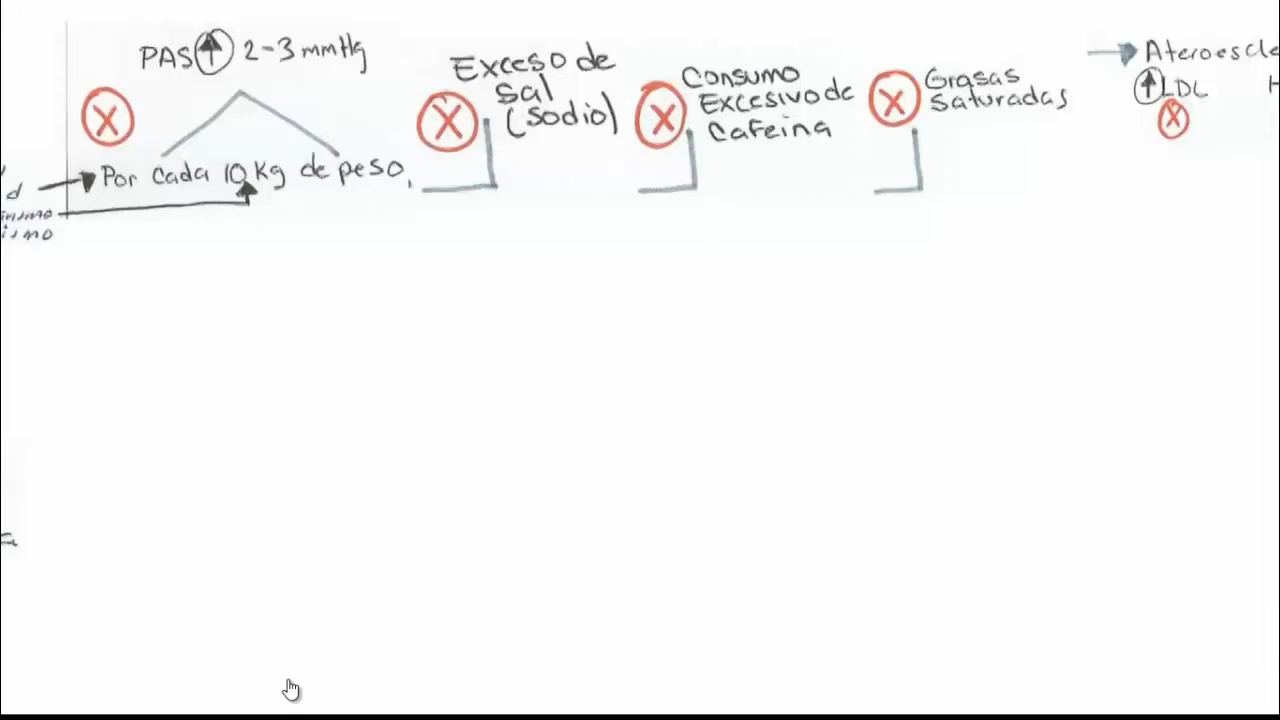 PAS 2-3 mmHg
Por cada 10 Kg de peso,
Exceso de
sal
(sodio)
Consumo
Excesivo de
Cafeina
Grasas
Saturadas
Ateroescle
LDL